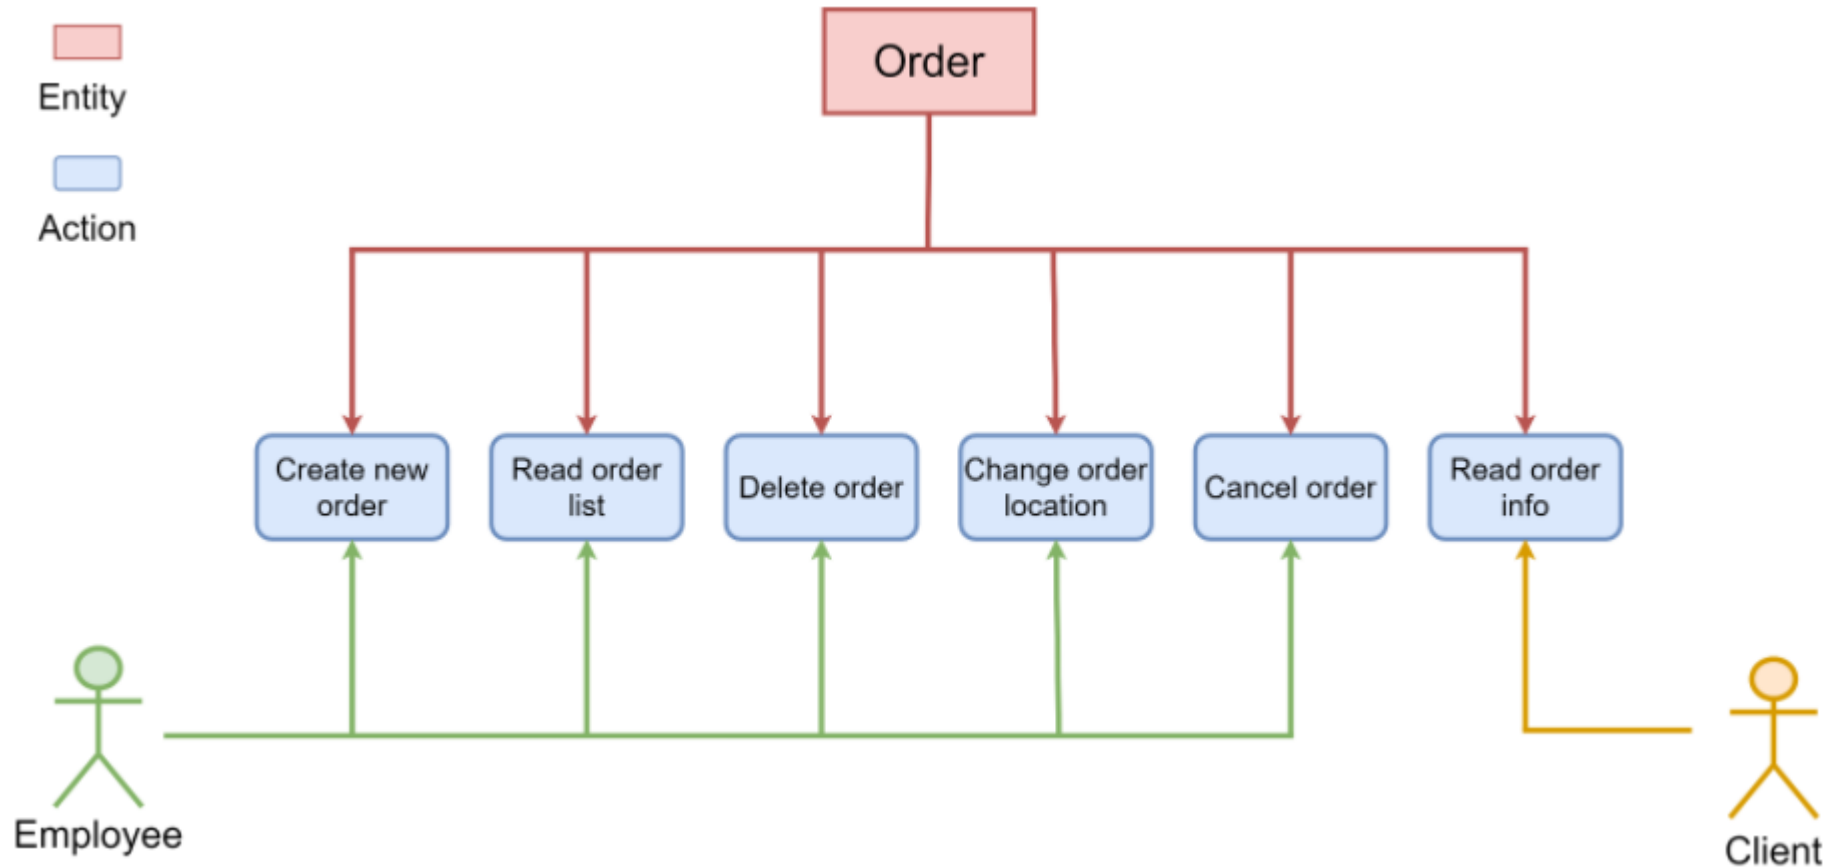 Order
Entity
Action
Create new
order
Read order
list
Delete order
Change order
location
Cancel order
Read order
info
Employee
Client